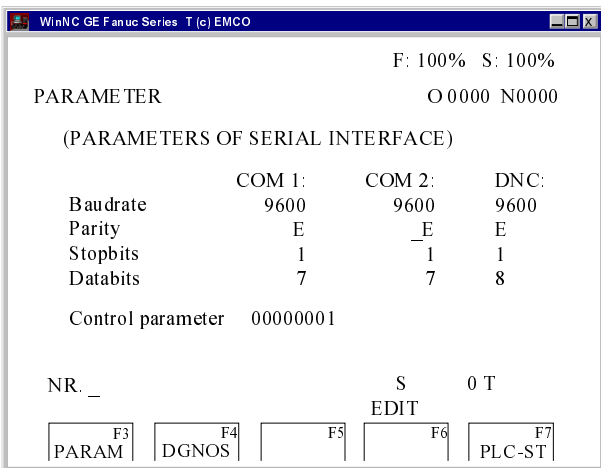 WinNC GE Fanuc Series T (c) EMCO
F: 100% S: 100%
PARAMETER O 0000 N0000
(PARAMETERS OF SERIAL INTERFACE)
COM 1: COM 2: DNC:
Baudrate 9600 9600 9600
Parity E _E E
Stopbits 1 1 1
Databits 7 7 8
Control parameter 00000001
NR. _ S 0 T
EDIT
F3 F4 F5 F6 F7
PARAM DGNOS PLC-ST